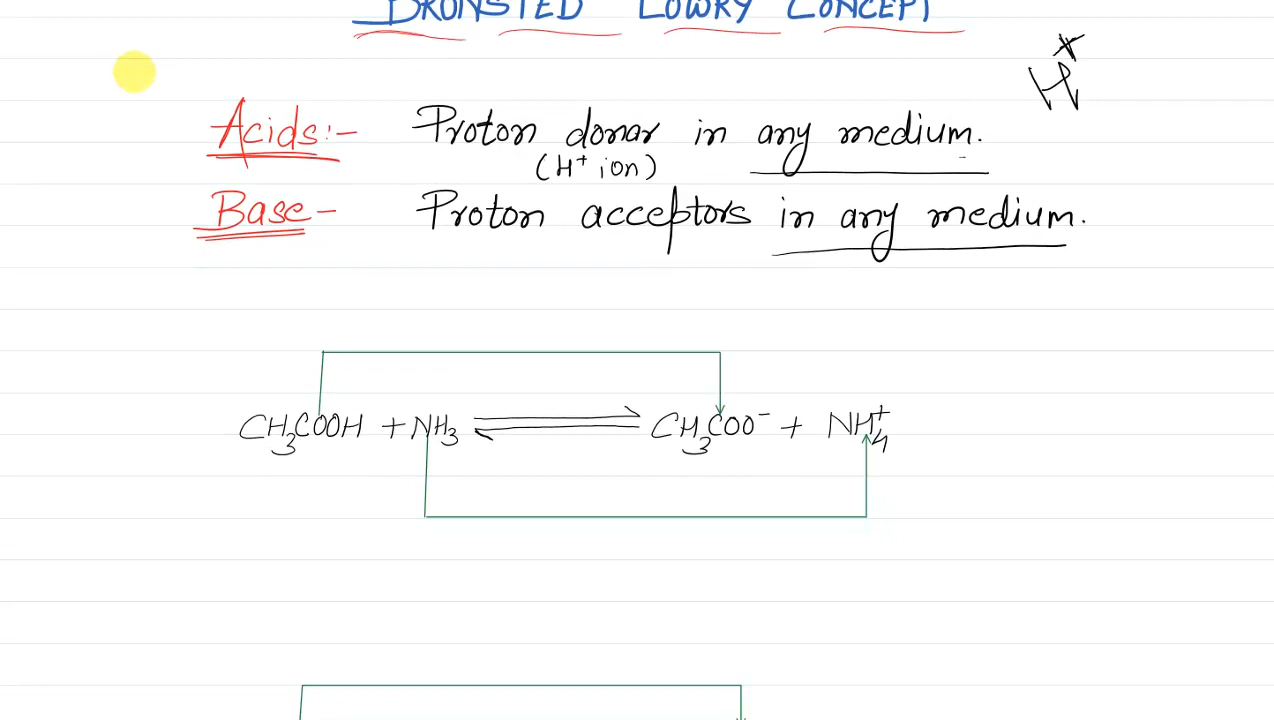 BRONSTED LOWRY CONCEPT
H⁺
Acids:- Proton donar in any medium.
(H⁺ ion)
Base- Proton acceptors in any medium.
CH₃COOH + NH₃ ⇌ CH₃COO⁻ + NH₄⁺